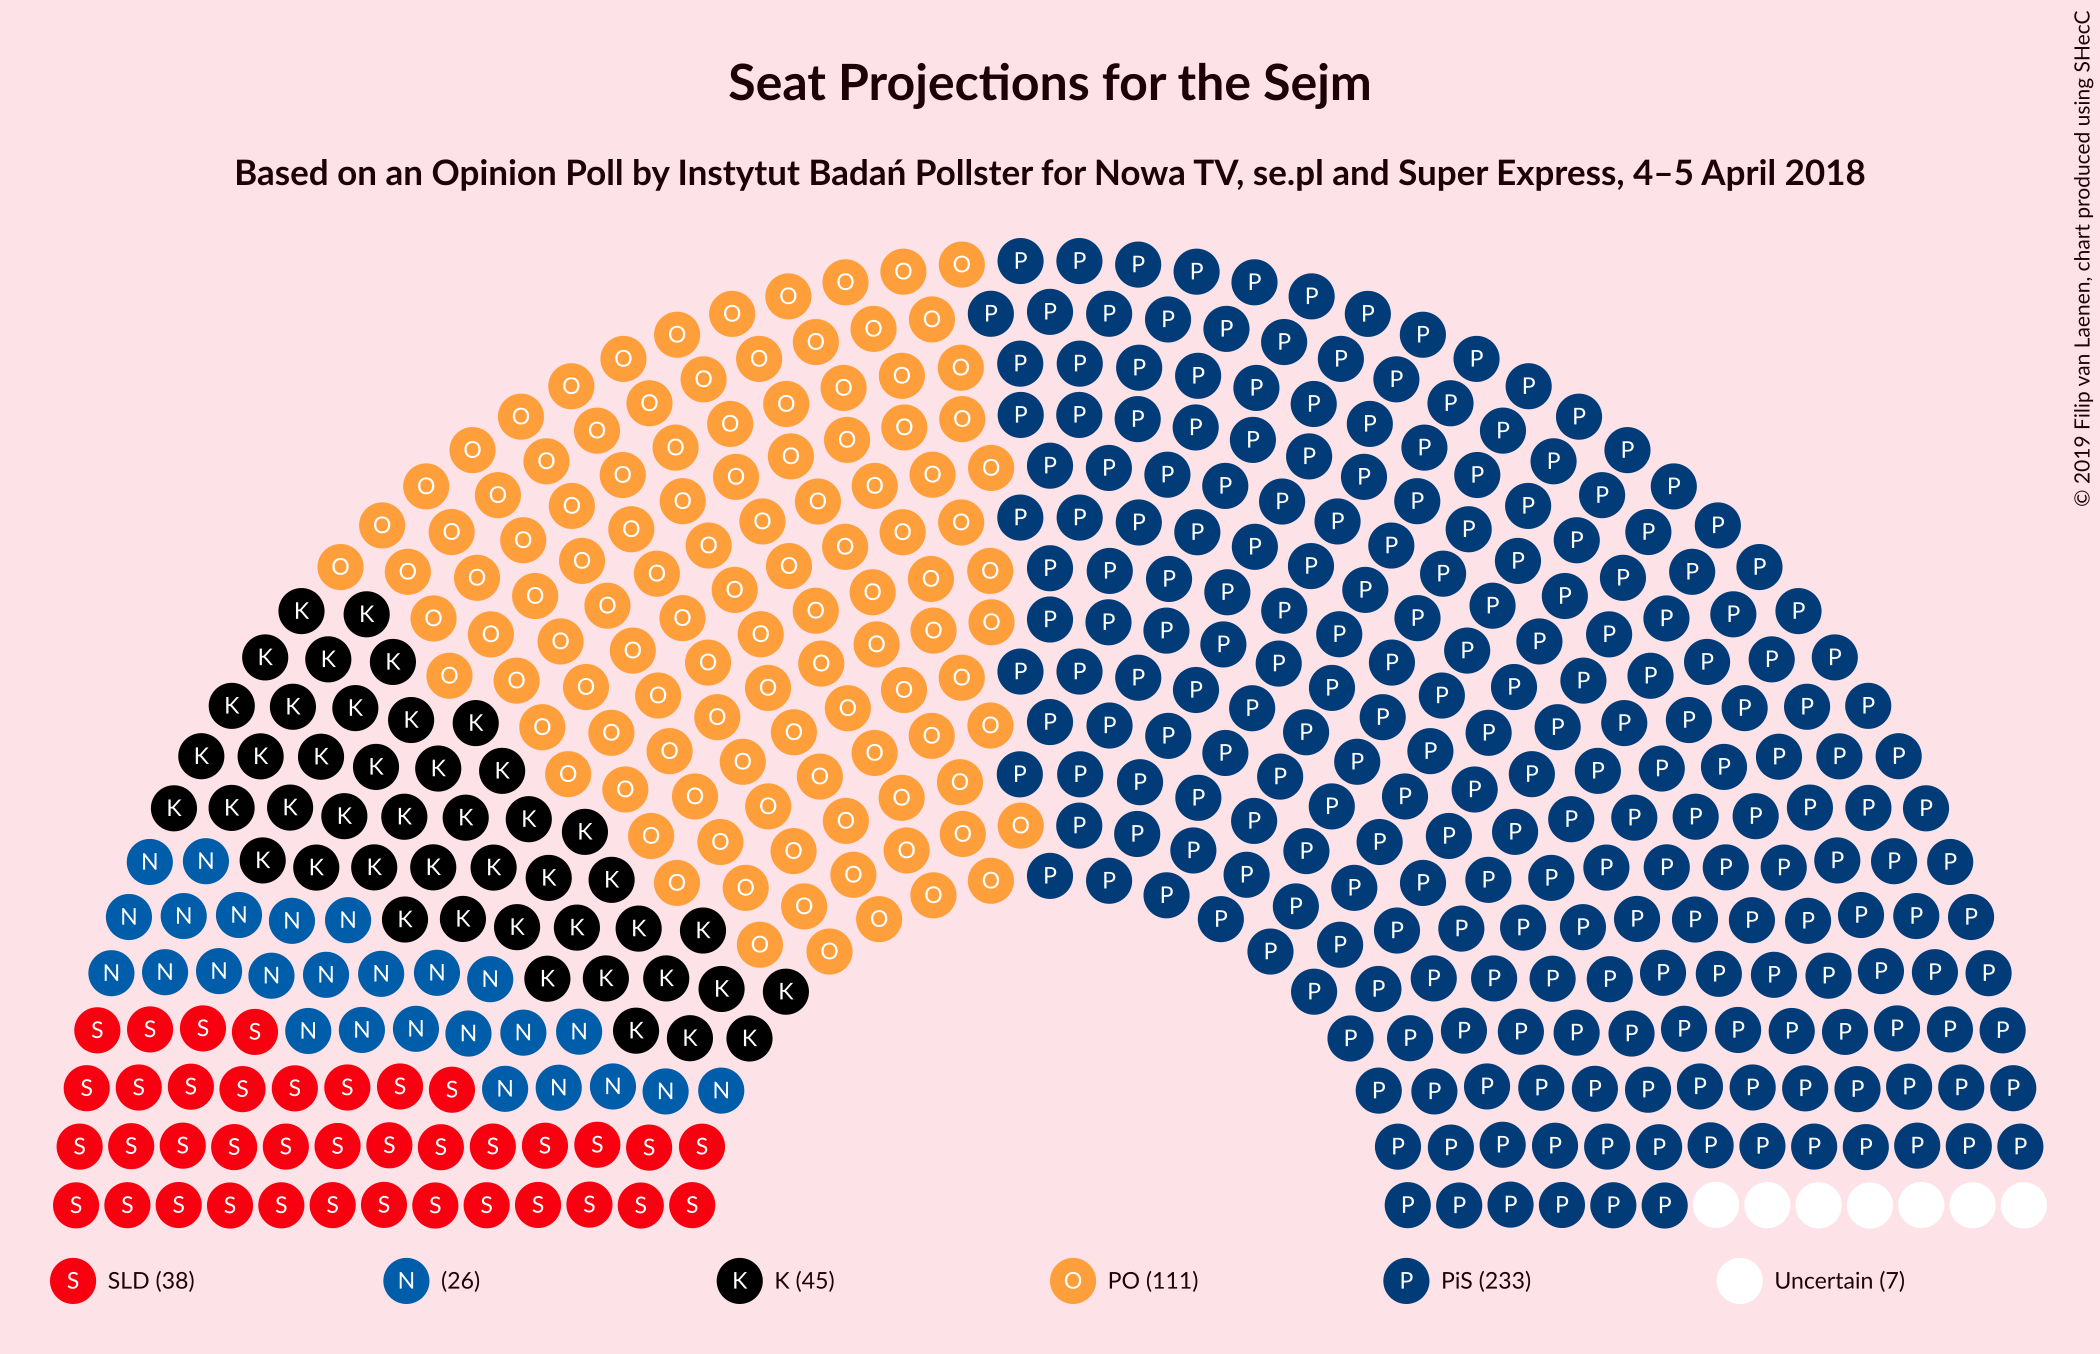 Seat Projections for the Sejm
Based on an Opinion Poll by Instytut Badań Pollster for Nowa TV, se.pl and Super Express, 4–5 April 2018
© 2019 Filip van Laenen, chart produced using SHecC
S SLD (38) N (26) K K (45) O PO (111) P PiS (233) Uncertain (7)